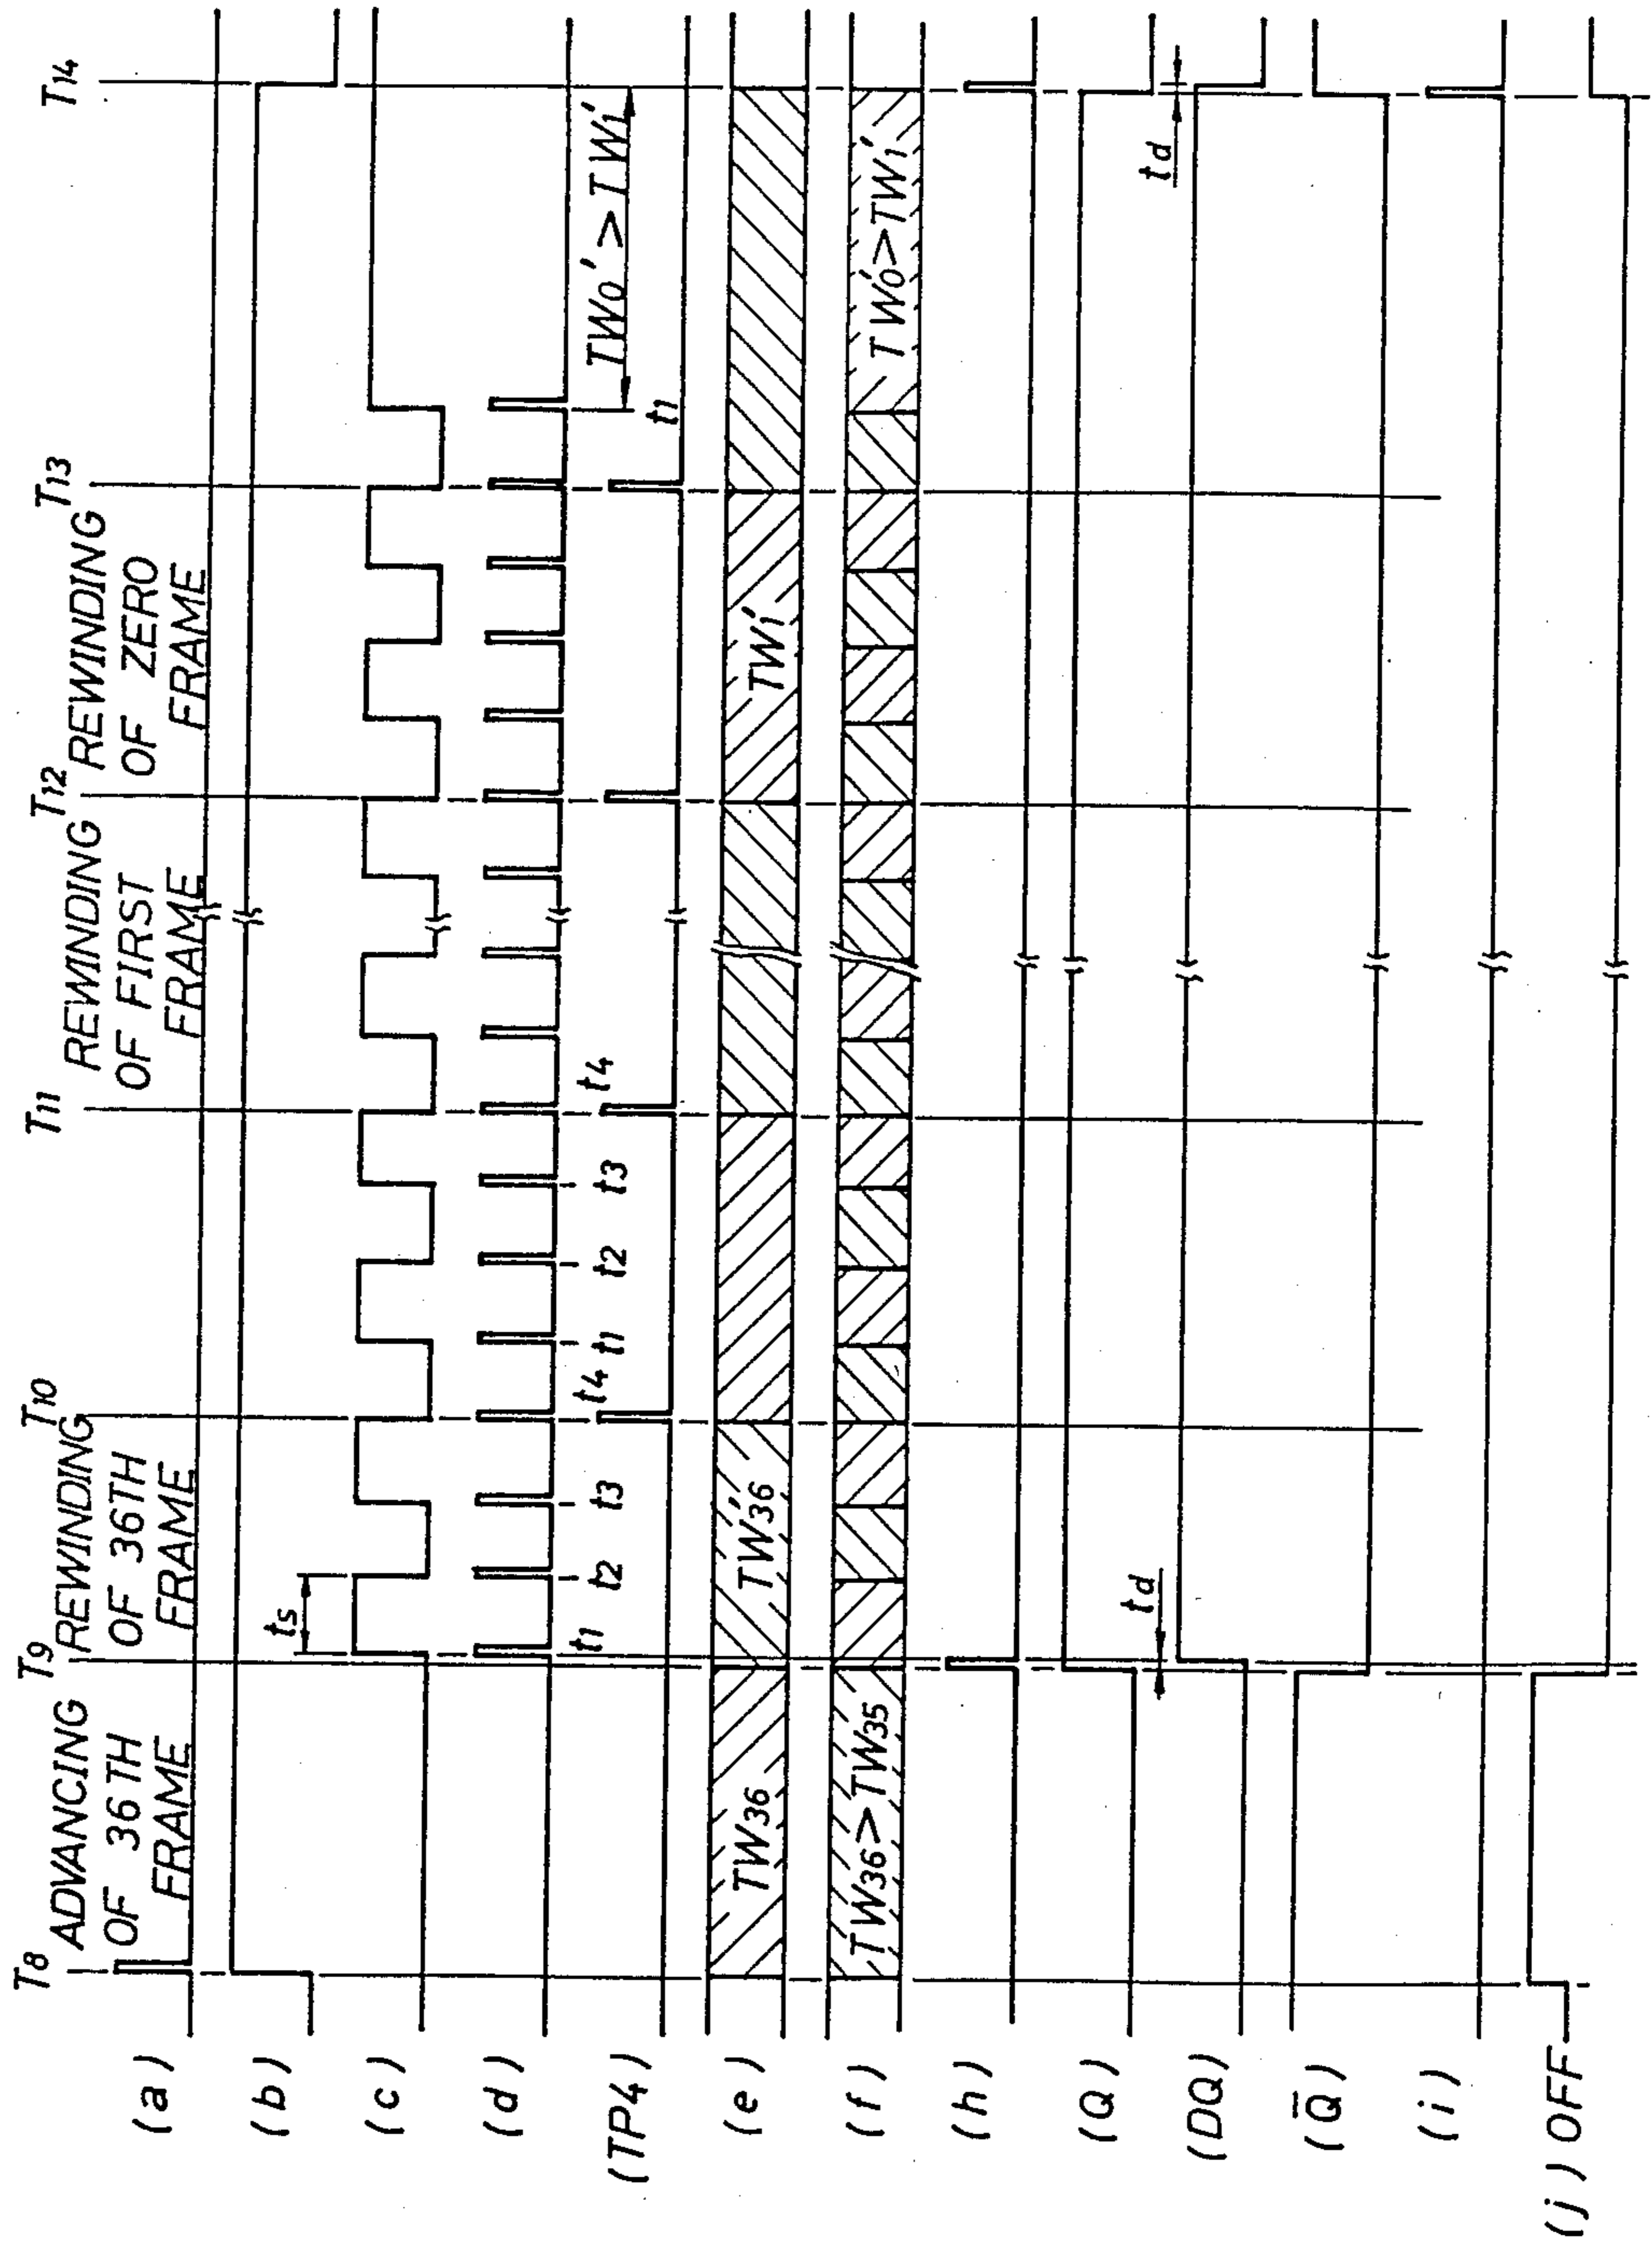 T8
ADVANCING
OF 36TH
FRAME
T9
REWINDING
OF 36TH
FRAME
T10
T11
REWINDING
OF FIRST
FRAME
T12
REWINDING
OF ZERO
FRAME
T13
T14
(a)
(b)
(c)
ts
(d)
t1
t2
t3
t4
t1
t2
t3
t4
t1
TW0'>TW1'
(TP4)
(e)
TW36
TW'36
TW1'
(f)
TW36>TW35
TW0'>TW1'
(h)
(Q)
(DQ)
td
td
(Q̅)
(i)
(j) OFF